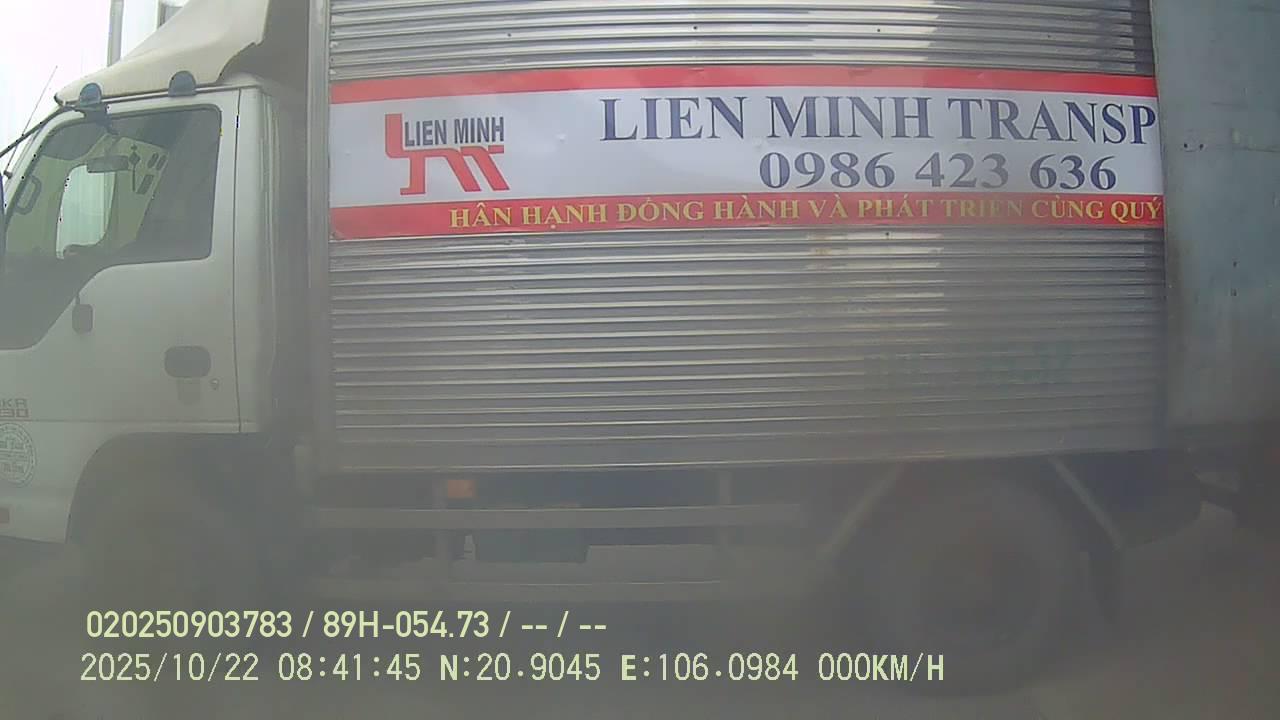 LIEN MINH
LIEN MINH TRANSP
0986 423 636
HÂN HẠNH ĐỒNG HÀNH VÀ PHÁT TRIỂN CÙNG QUÝ
020250903783 / 89H-054.73 / -- / --
2025/10/22 08:41:45 N:20.9045 E:106.0984 000KM/H